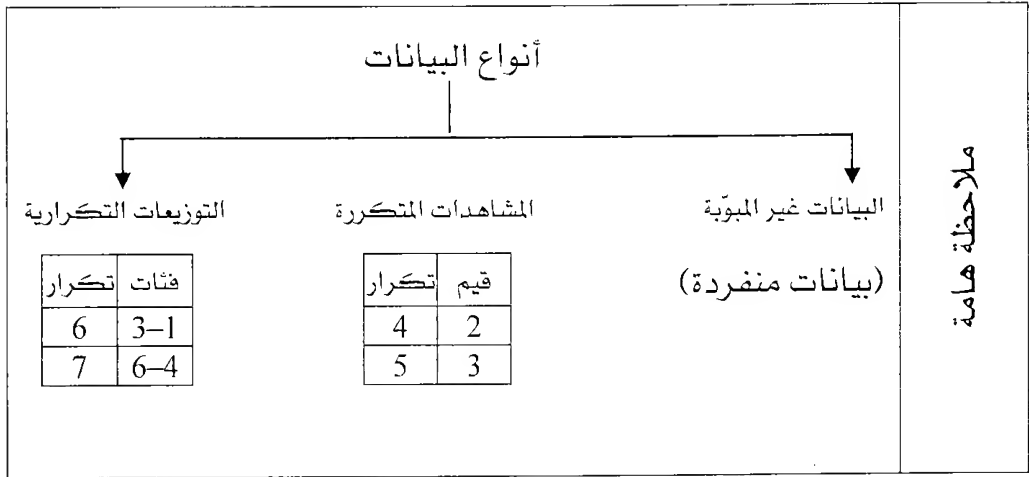 ملاحظة هامة
أنواع البيانات
البيانات غير المبوّبة
(بيانات منفردة)
المشاهدات المتكررة
قيم تكرار
2 4
3 5
التوزيعات التكرارية
فئات تكرار
1–3 6
4–6 7